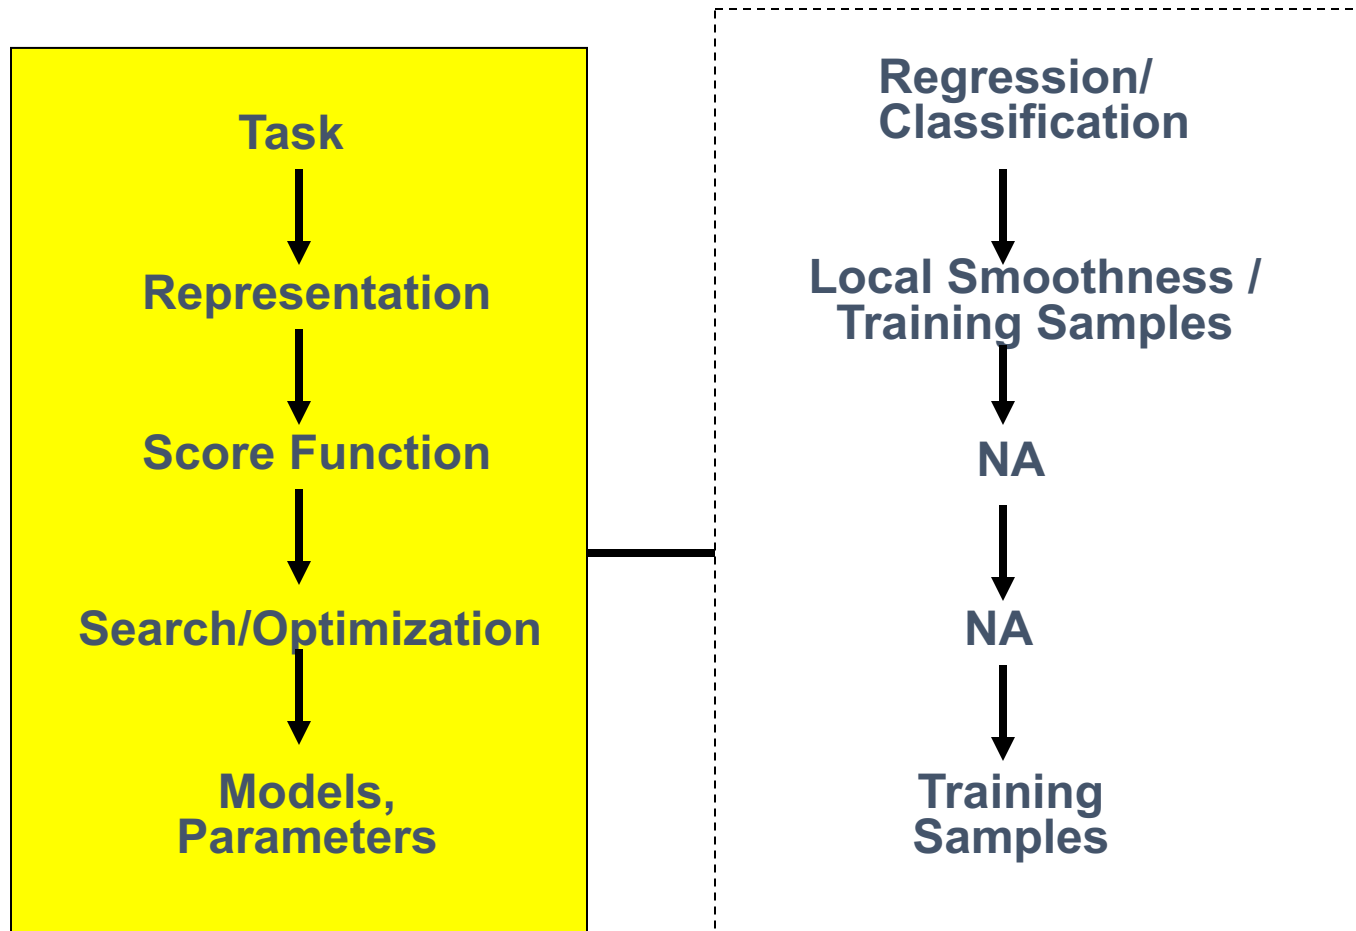 Task
Representation
Score Function
Search/Optimization
Models,
Parameters
Regression/
Classification
Local Smoothness /
Training Samples
NA
NA
Training
Samples